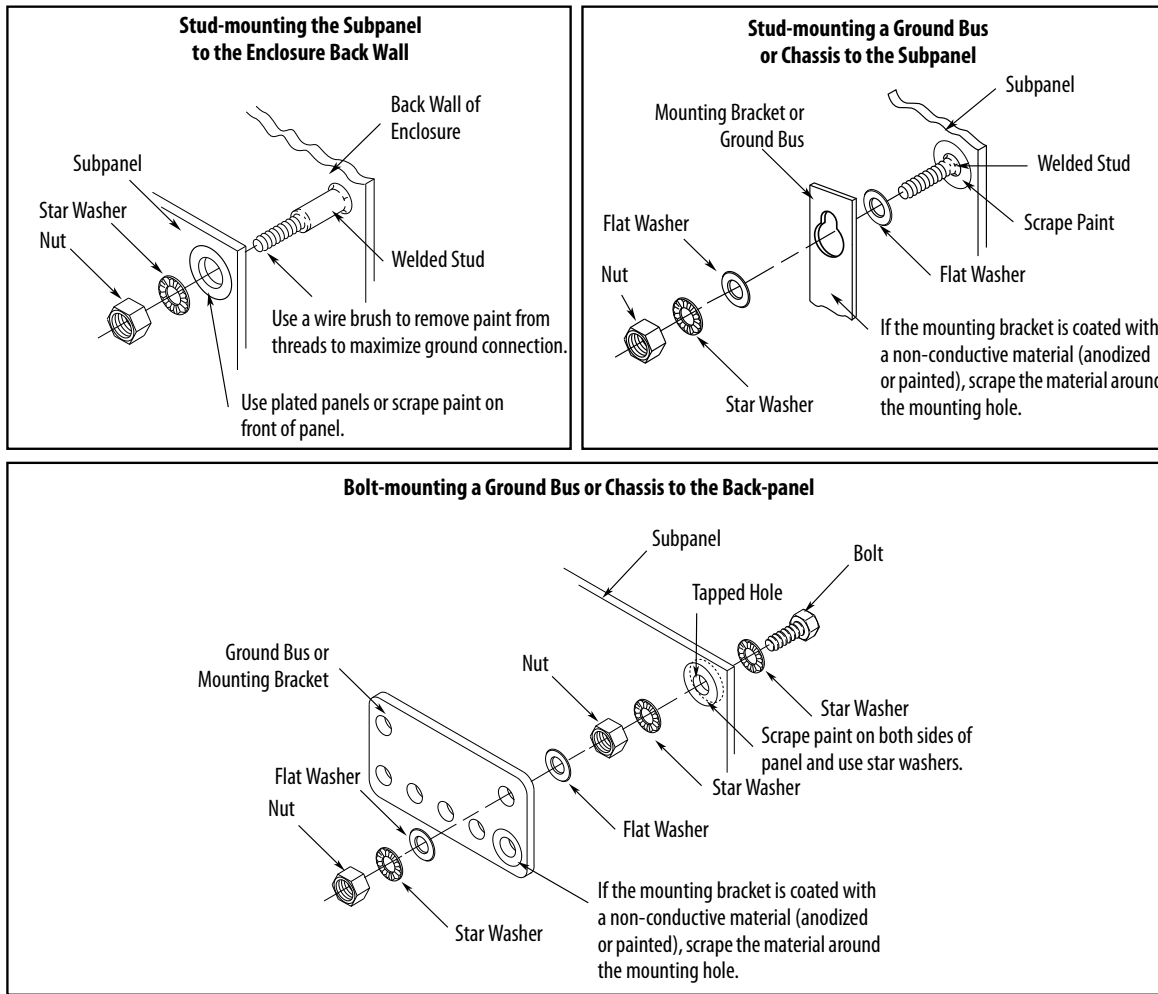 Stud-mounting the Subpanel
to the Enclosure Back Wall
Back Wall of
Enclosure
Subpanel
Star Washer
Nut
Welded Stud
Use a wire brush to remove paint from
threads to maximize ground connection.
Use plated panels or scrape paint on
front of panel.
Stud-mounting a Ground Bus
or Chassis to the Subpanel
Subpanel
Mounting Bracket or
Ground Bus
Welded Stud
Scrape Paint
Flat Washer
Flat Washer
Nut
If the mounting bracket is coated with
a non-conductive material (anodized
or painted), scrape the material around
the mounting hole.
Star Washer
Bolt-mounting a Ground Bus or Chassis to the Back-panel
Subpanel
Bolt
Tapped Hole
Ground Bus or
Mounting Bracket
Nut
Star Washer
Scrape paint on both sides of
panel and use star washers.
Star Washer
Flat Washer
Nut
Flat Washer
Star Washer
If the mounting bracket is coated with
a non-conductive material (anodized
or painted), scrape the material around
the mounting hole.